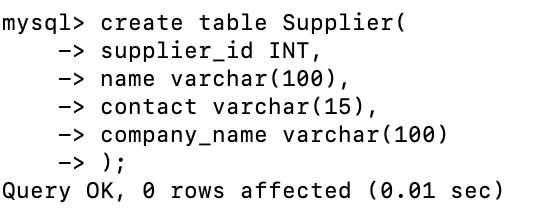 mysql> create table Supplier(
    -> supplier_id INT,
    -> name varchar(100),
    -> contact varchar(15),
    -> company_name varchar(100)
    -> );
Query OK, 0 rows affected (0.01 sec)